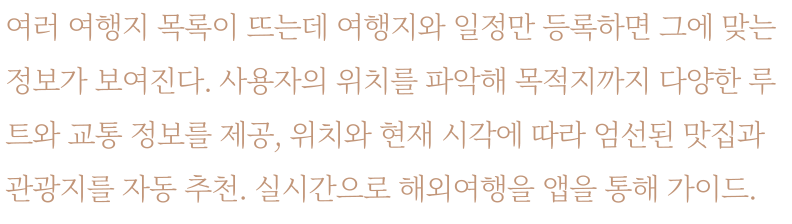 여러 여행지 목록이 뜨는데 여행지와 일정만 등록하면 그에 맞는
정보가 보여진다. 사용자의 위치를 파악해 목적지까지 다양한 루
트와 교통 정보를 제공, 위치와 현재 시각에 따라 엄선된 맛집과
관광지를 자동 추천. 실시간으로 해외여행을 앱을 통해 가이드.